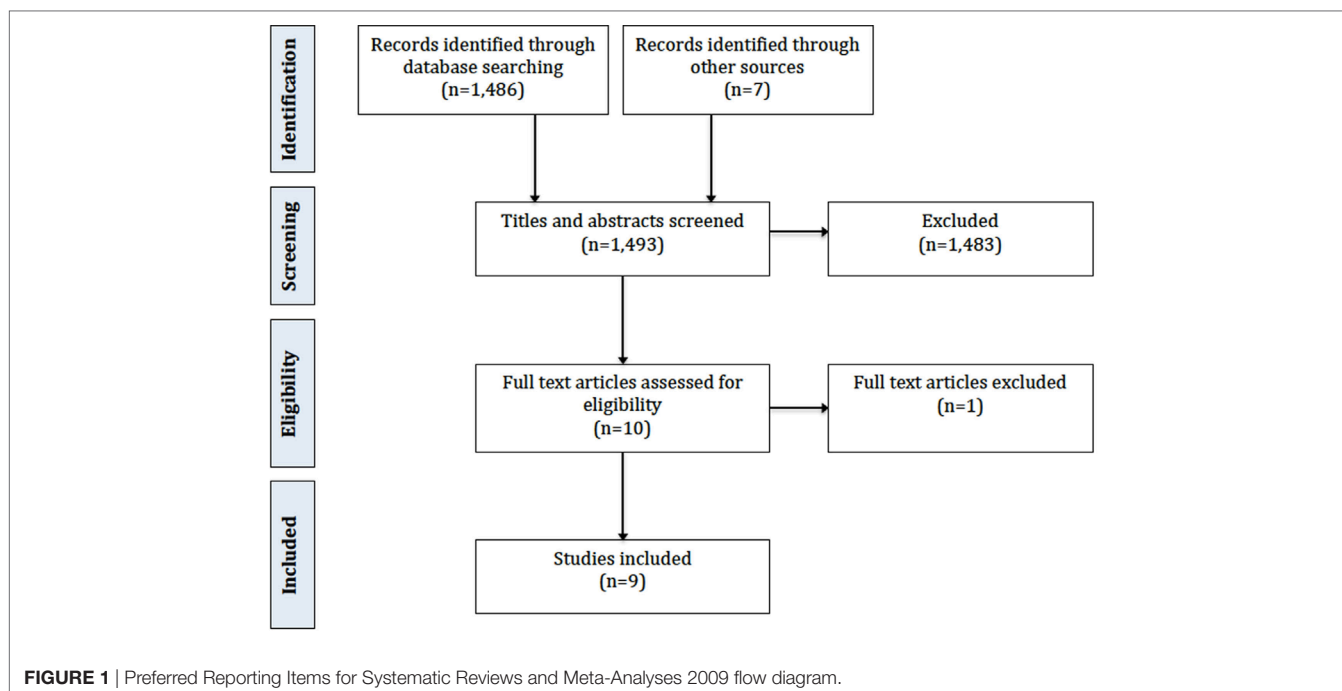 Identification
Records identified through
database searching
(n=1,486)
Records identified through
other sources
(n=7)
Screening
Titles and abstracts screened
(n=1,493)
Excluded
(n=1,483)
Eligibility
Full text articles assessed for
eligibility
(n=10)
Full text articles excluded
(n=1)
Included
Studies included
(n=9)
FIGURE 1 | Preferred Reporting Items for Systematic Reviews and Meta-Analyses 2009 flow diagram.